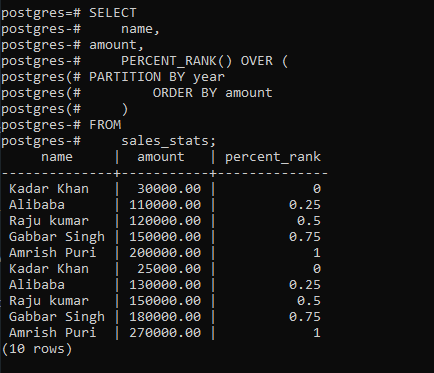 postgres=# SELECT
postgres-#     name,
postgres-# amount,
postgres-#     PERCENT_RANK() OVER (
postgres(# PARTITION BY year
postgres(#         ORDER BY amount
postgres(#     )
postgres-# FROM
postgres-#     sales_stats;
     name     |  amount   | percent_rank
--------------+-----------+--------------
 Kadar Khan   |  30000.00 |            0
 Alibaba      | 110000.00 |         0.25
 Raju kumar   | 120000.00 |          0.5
 Gabbar Singh | 150000.00 |         0.75
 Amrish Puri  | 200000.00 |            1
 Kadar Khan   |  25000.00 |            0
 Alibaba      | 130000.00 |         0.25
 Raju kumar   | 150000.00 |          0.5
 Gabbar Singh | 180000.00 |         0.75
 Amrish Puri  | 270000.00 |            1
(10 rows)